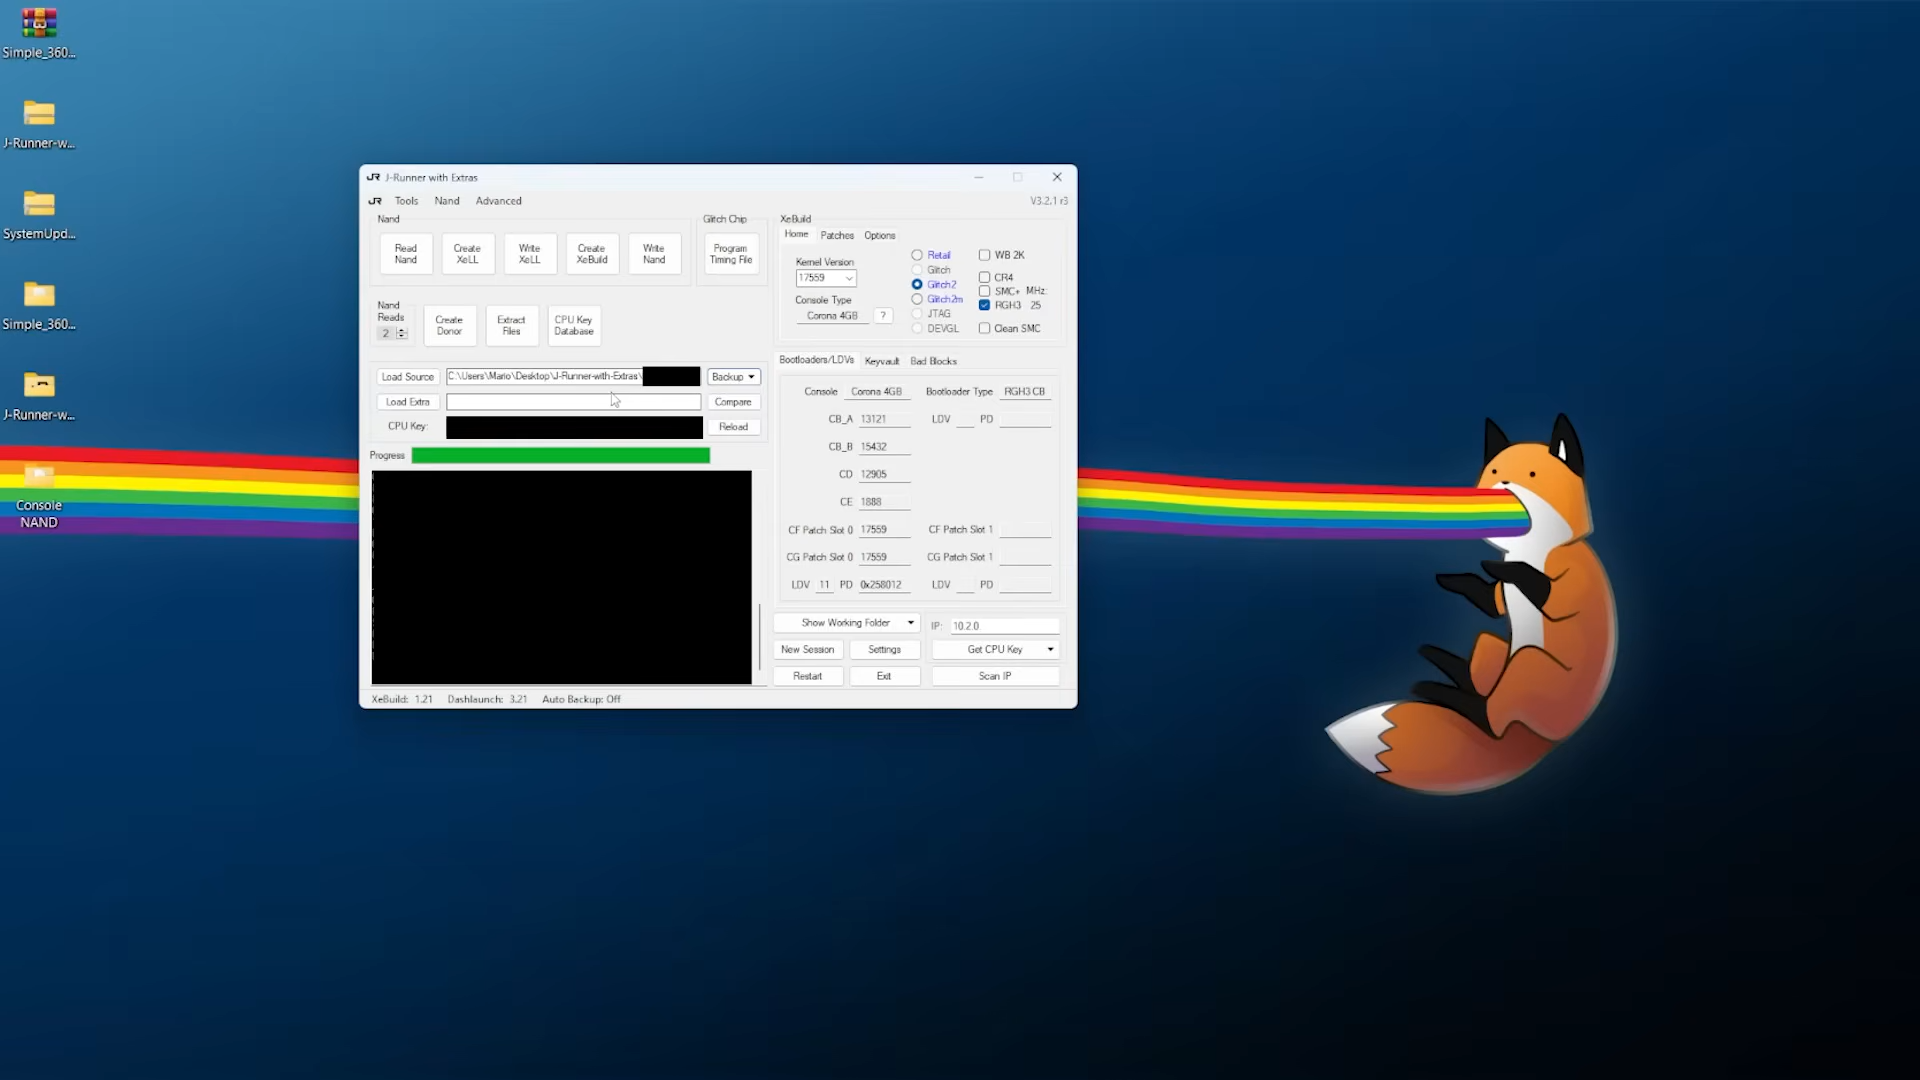 Simple_360...
J-Runner-w...
SystemUpd...
Simple_360...
J-Runner-w...
Console
NAND
JR J-Runner with Extras
JR Tools Nand Advanced V3.2.1 r3
Nand
Read
Nand
Create
XeLL
Write
XeLL
Create
XeBuild
Write
Nand
Glitch Chip
Program
Timing File
Nand
Reads
2
Create
Donor
Extract
Files
CPU Key
Database
Load Source C:\Users\Mario\Desktop\J-Runner-with-Extras\ Backup
Load Extra Compare
CPU Key: Reload
Progress
XeBuild
Home Patches Options
Kernel Version
17559
Console Type
Corona 4GB ?
Retail
Glitch
Glitch2
Glitch2m
JTAG
DEVGL
WB 2K
CR4
SMC+ MHz:
RGH3 25
Clean SMC
Bootloaders/LDVs Keyvault Bad Blocks
Console Corona 4GB Bootloader Type RGH3 CB
CB_A 13121 LDV PD
CB_B 15432
CD 12905
CE 1888
CF Patch Slot 0 17559 CF Patch Slot 1
CG Patch Slot 0 17559 CG Patch Slot 1
LDV 11 PD 0x258012 LDV PD
Show Working Folder IP: 10.2.0
New Session Settings Get CPU Key
Restart Exit Scan IP
XeBuild: 1.21 Dashlaunch: 3.21 Auto Backup: Off